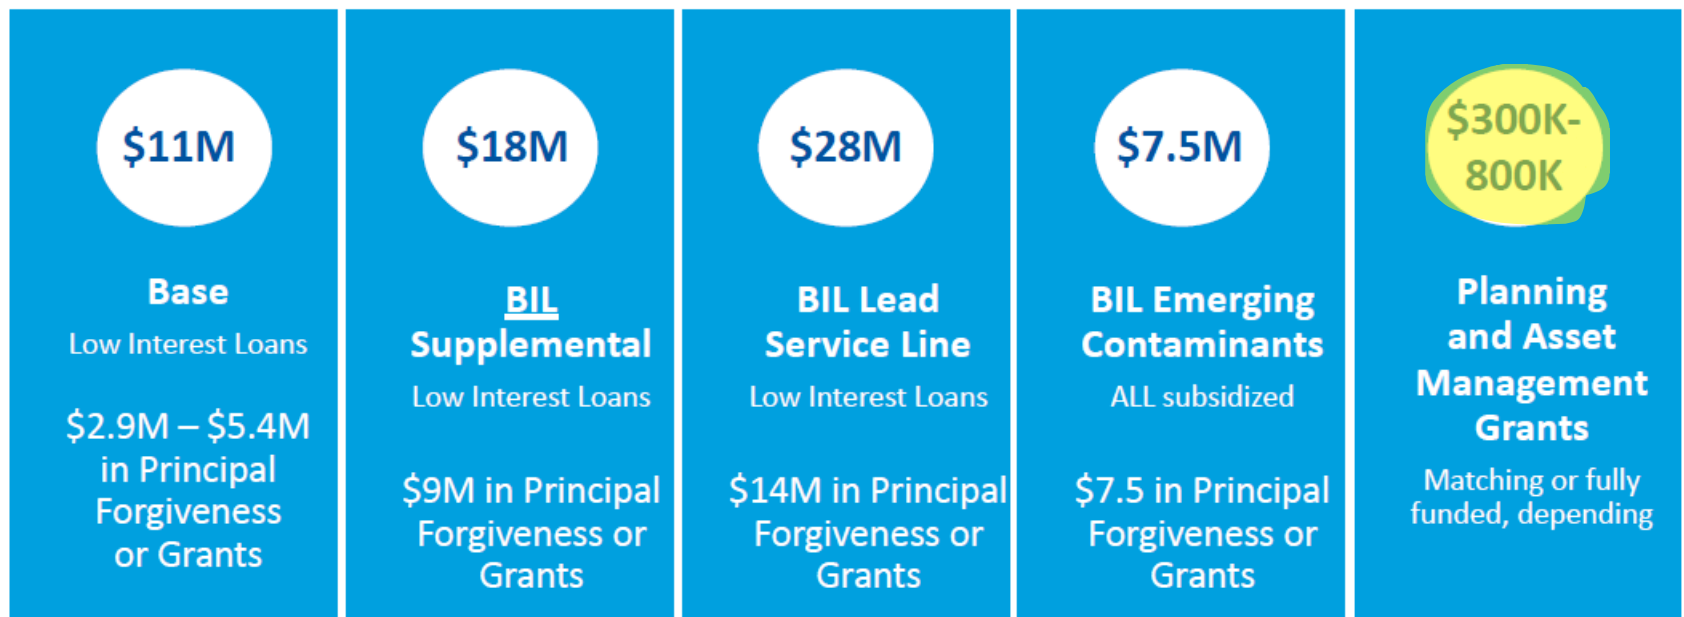 $11M
Base
Low Interest Loans
$2.9M – $5.4M
in Principal
Forgiveness
or Grants
$18M
BIL
Supplemental
Low Interest Loans
$9M in Principal
Forgiveness or
Grants
$28M
BIL Lead
Service Line
Low Interest Loans
$14M in Principal
Forgiveness or
Grants
$7.5M
BIL Emerging
Contaminants
ALL subsidized
$7.5 in Principal
Forgiveness or
Grants
$300K-
800K
Planning
and Asset
Management
Grants
Matching or fully
funded, depending